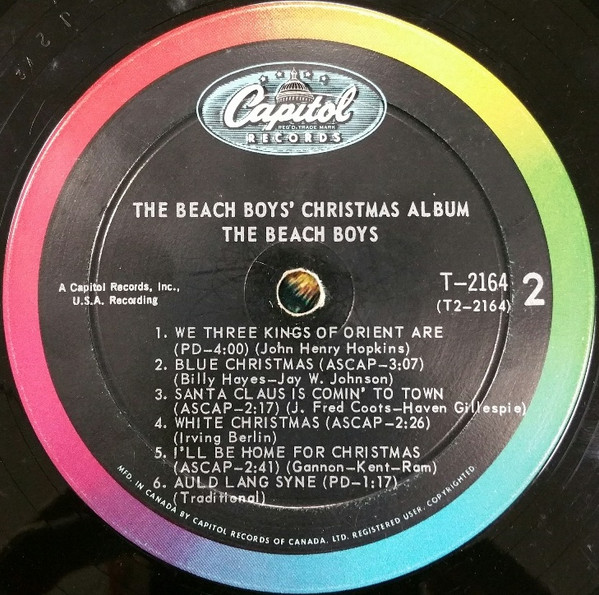 Capitol
REG'D. TRADE MARK
RECORDS
THE BEACH BOYS' CHRISTMAS ALBUM
THE BEACH BOYS
A Capitol Records, Inc.,
U.S.A. Recording
T-2164
(T2-2164)
2
1. WE THREE KINGS OF ORIENT ARE
(PD-4:00) (John Henry Hopkins)
2. BLUE CHRISTMAS (ASCAP-3:07)
(Billy Hayes-Jay W. Johnson)
3. SANTA CLAUS IS COMIN' TO TOWN
(ASCAP-2:17) (J. Fred Coots-Haven Gillespie)
4. WHITE CHRISTMAS (ASCAP-2:26)
(Irving Berlin)
5. I'LL BE HOME FOR CHRISTMAS
(ASCAP-2:41) (Gannon-Kent-Ram)
6. AULD LANG SYNE (PD-1:17)
(Traditional)
MFD. IN CANADA BY CAPITOL RECORDS OF CANADA. LTD. REGISTERED USER. COPYRIGHTED